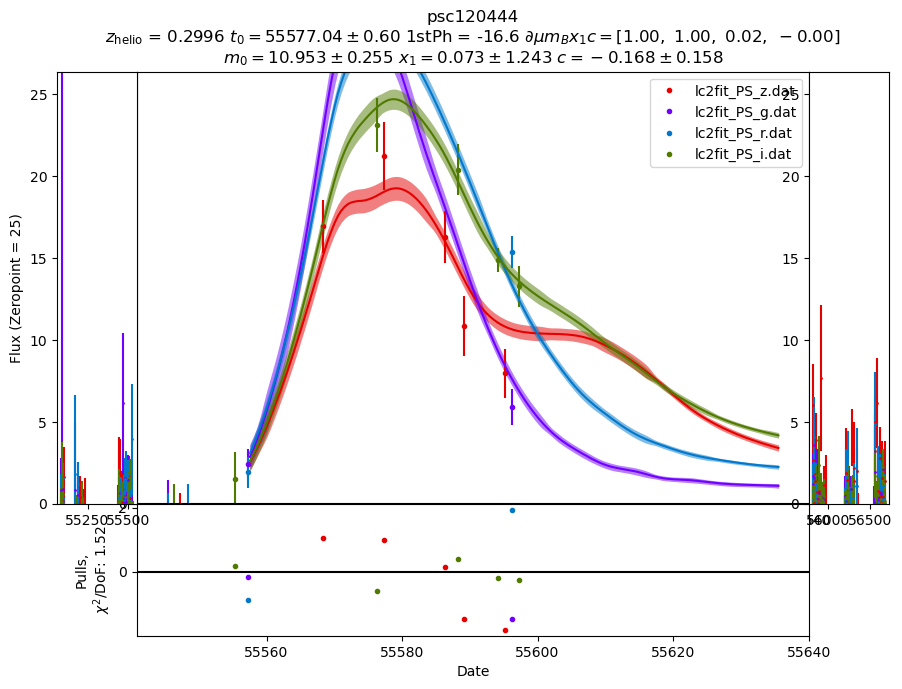 psc120444
z_helio = 0.2996 t_0 = 55577.04 ± 0.60 1stPh = -16.6 ∂μm_Bx_1c = [1.00, 1.00, 0.02, −0.00]
m_0 = 10.953 ± 0.255 x_1 = 0.073 ± 1.243 c = −0.168 ± 0.158
lc2fit_PS_z.dat
lc2fit_PS_g.dat
lc2fit_PS_r.dat
lc2fit_PS_i.dat
Flux (Zeropoint = 25)
25
20
15
10
5
0
25
20
15
10
5
0
55250
55500
56500
Pulls,
χ²/DoF: 1.52
2
0
55560
55580
55600
55620
55640
Date